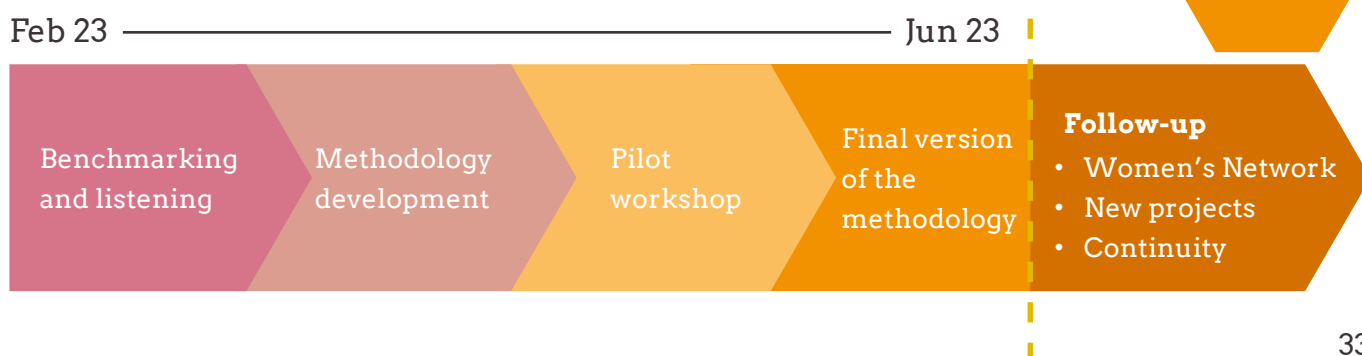 Feb 23
Jun 23
Benchmarking
and listening
Methodology
development
Pilot
workshop
Final version
of the
methodology
Follow-up
• Women’s Network
• New projects
• Continuity
33